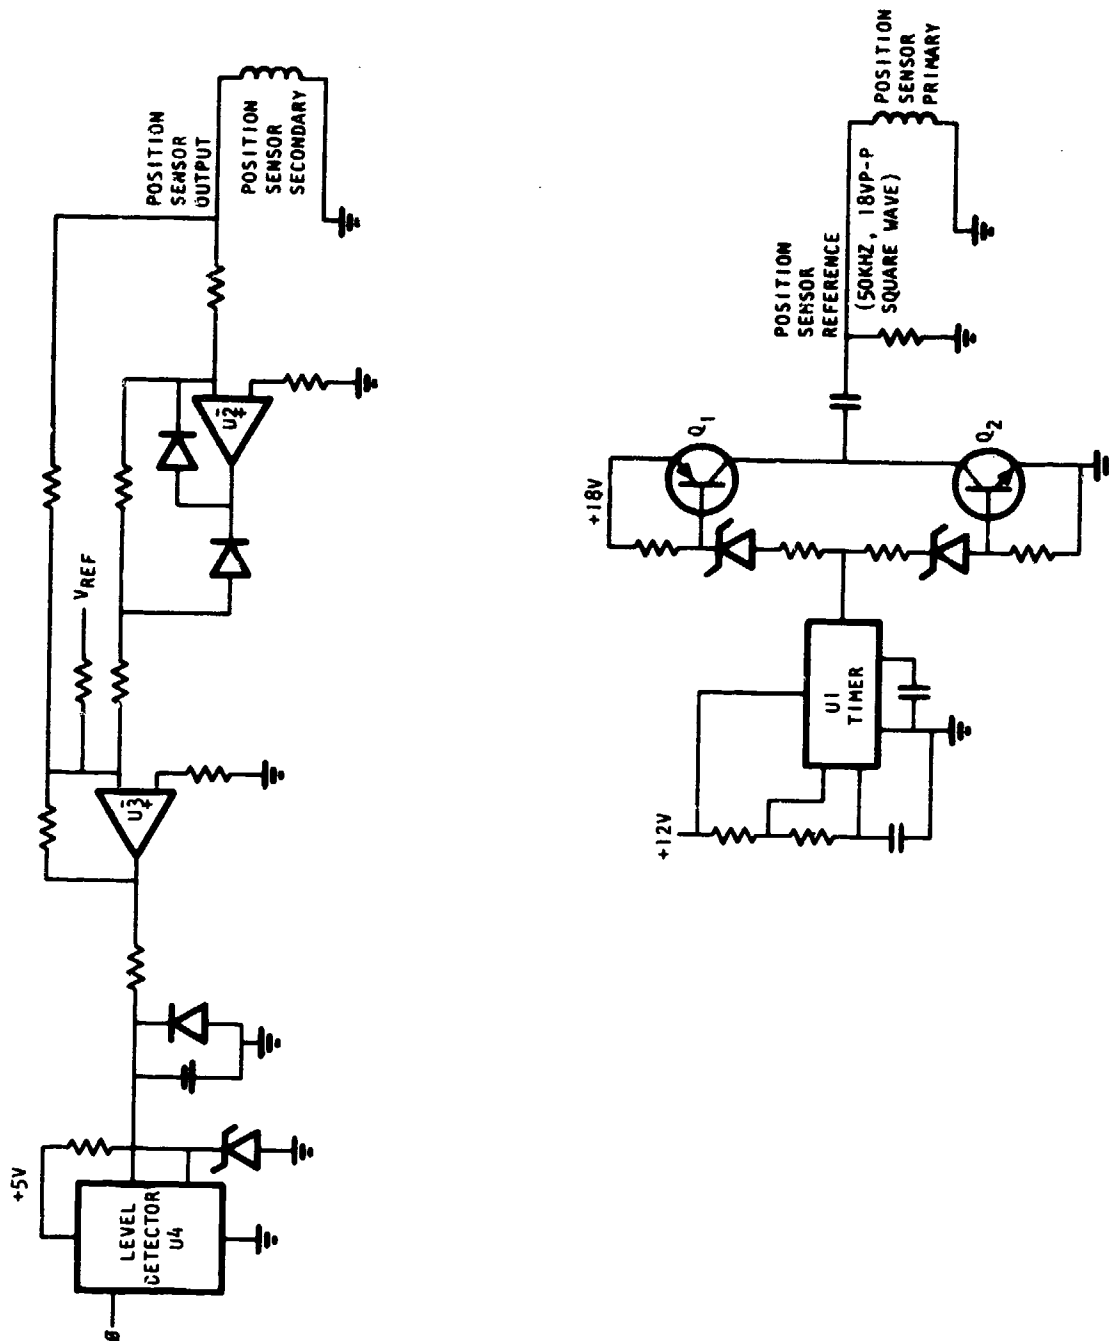 POSITION
SENSOR
OUTPUT
POSITION
SENSOR
SECONDARY
U2
- +
VREF
U3
- +
+5V
LEVEL
DETECTOR
U4
Ø
POSITION
SENSOR
PRIMARY
POSITION
SENSOR
REFERENCE
(50KHZ, 18VP-P
SQUARE WAVE)
Q1
Q2
+18V
U1
TIMER
+12V